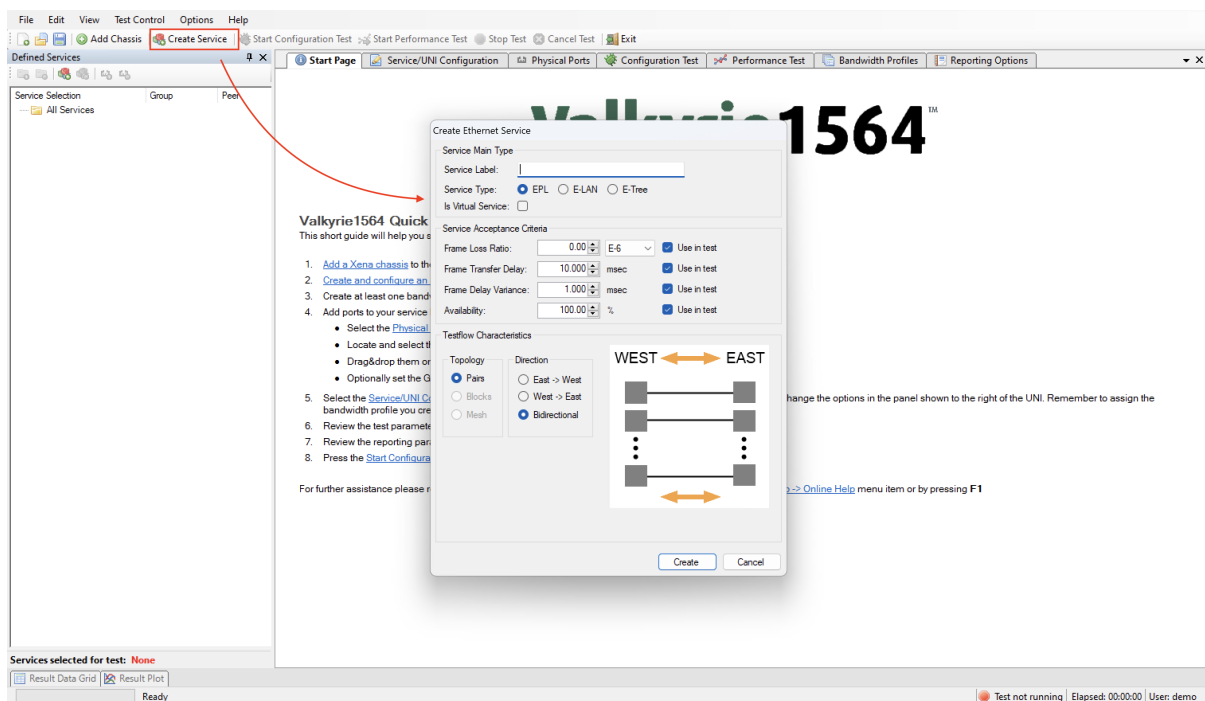 File Edit View Test Control Options Help
Add Chassis Create Service Start Configuration Test Start Performance Test Stop Test Cancel Test Exit
Defined Services
Start Page Service/UNI Configuration Physical Ports Configuration Test Performance Test Bandwidth Profiles Reporting Options
Service Selection Group Peer
All Services
1564™
Create Ethernet Service
Service Main Type
Service Label:
Service Type: EPL E-LAN E-Tree
Is Virtual Service:
Service Acceptance Criteria
Frame Loss Ratio: 0.00 E-6 Use in test
Frame Transfer Delay: 10.000 msec Use in test
Frame Delay Variance: 1.000 msec Use in test
Availability: 100.00 % Use in test
Testflow Characteristics
Topology Direction
Pairs East -> West
Blocks West -> East
Mesh Bidirectional
WEST EAST
Create Cancel
Valkyrie1564 Quick
This short guide will help you
1. Add a Xena chassis to
2. Create and configure an
3. Create at least one
4. Add ports to your service
• Select the Physical
• Locate and select
• Drag&drop them
• Optionally set the
5. Select the Service/UNI hange the options in the panel shown to the right of the UNI. Remember to assign the
bandwidth profile you
6. Review the test
7. Review the reporting
8. Press the Start
For further assistance please -> Online Help menu item or by pressing F1
Services selected for test: None
Result Data Grid Result Plot
Ready Test not running Elapsed: 00:00:00 User: demo